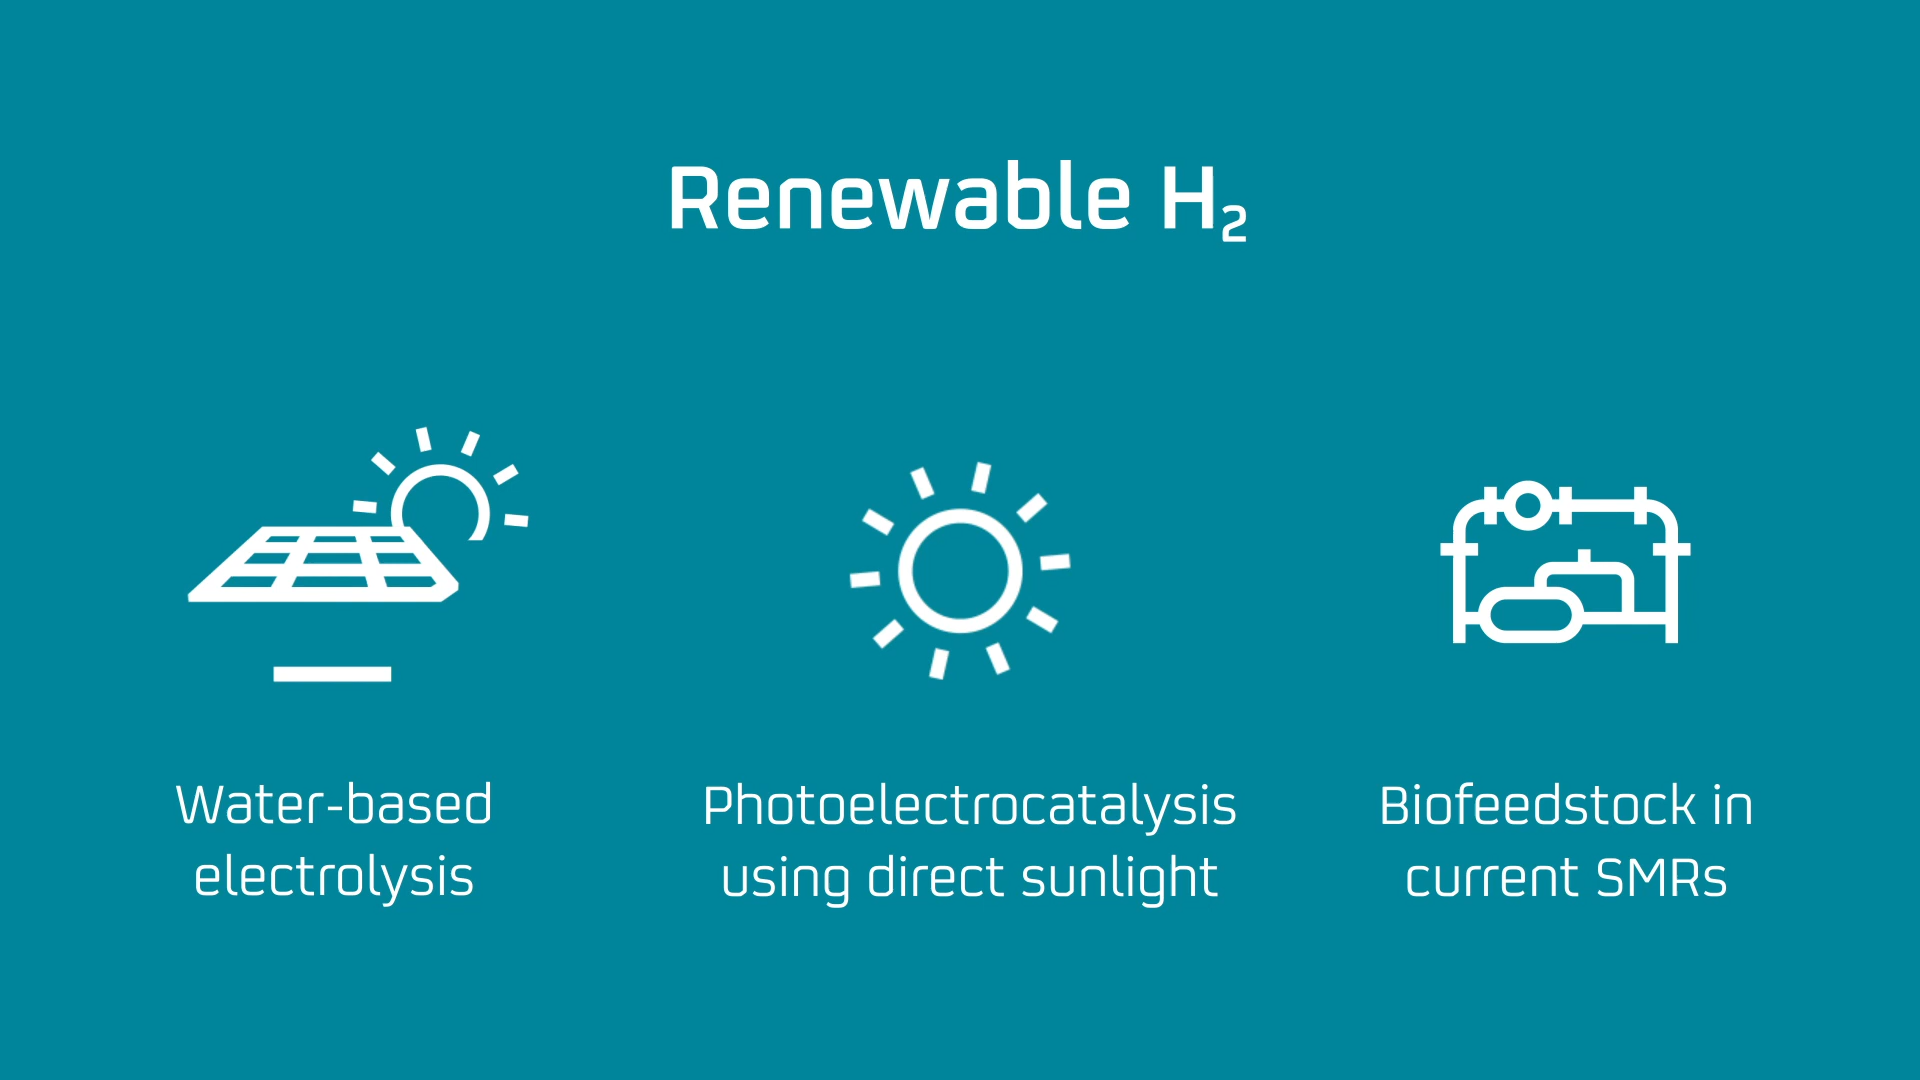 Renewable H₂
Water-based
electrolysis
Photoelectrocatalysis
using direct sunlight
Biofeedstock in
current SMRs